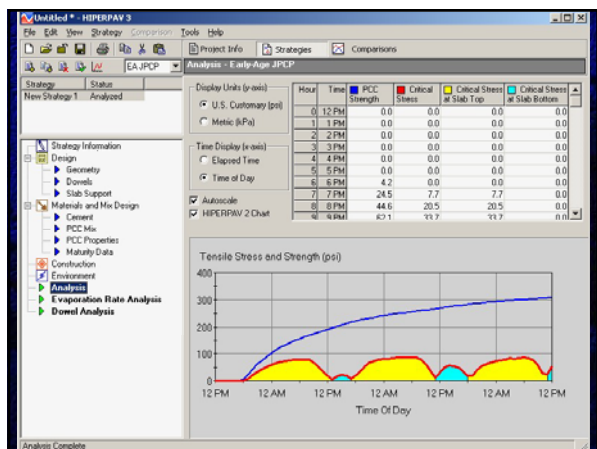 Untitled * - HIPERPAV 3
File Edit View Strategy Comparison Tools Help
Project Info Strategies Comparisons
EA JPCP
Analysis - Early-Age JPCP
Strategy Status
New Strategy 1 Analyzed
Strategy Information
Design
Geometry
Dowels
Slab Support
Materials and Mix Design
Cement
PCC Mix
PCC Properties
Maturity Data
Construction
Environment
Analysis
Evaporation Rate Analysis
Dowel Analysis
Display Units (y-axis)
U.S. Customary (psi)
Metric (kPa)
Time Display (x-axis)
Elapsed Time
Time of Day
Autoscale
HIPERPAV 2 Chart
Hour Time PCC Strength Critical Stress Critical Stress at Slab Top Critical Stress at Slab Bottom
0 12 PM 0.0 0.0 0.0 0.0
1 1 PM 0.0 0.0 0.0 0.0
2 2 PM 0.0 0.0 0.0 0.0
3 3 PM 0.0 0.0 0.0 0.0
4 4 PM 0.0 0.0 0.0 0.0
5 5 PM 0.0 0.0 0.0 0.0
6 6 PM 4.2 0.0 0.0 0.0
7 7 PM 24.5 7.7 7.7 0.0
8 8 PM 44.6 20.5 20.5 0.0
9 9 PM 62.1 33.7 33.7 0.0
Tensile Stress and Strength (psi)
400
300
200
100
0
12 PM 12 AM 12 PM 12 AM 12 PM 12 AM 12 PM
Time Of Day
Analysis Complete